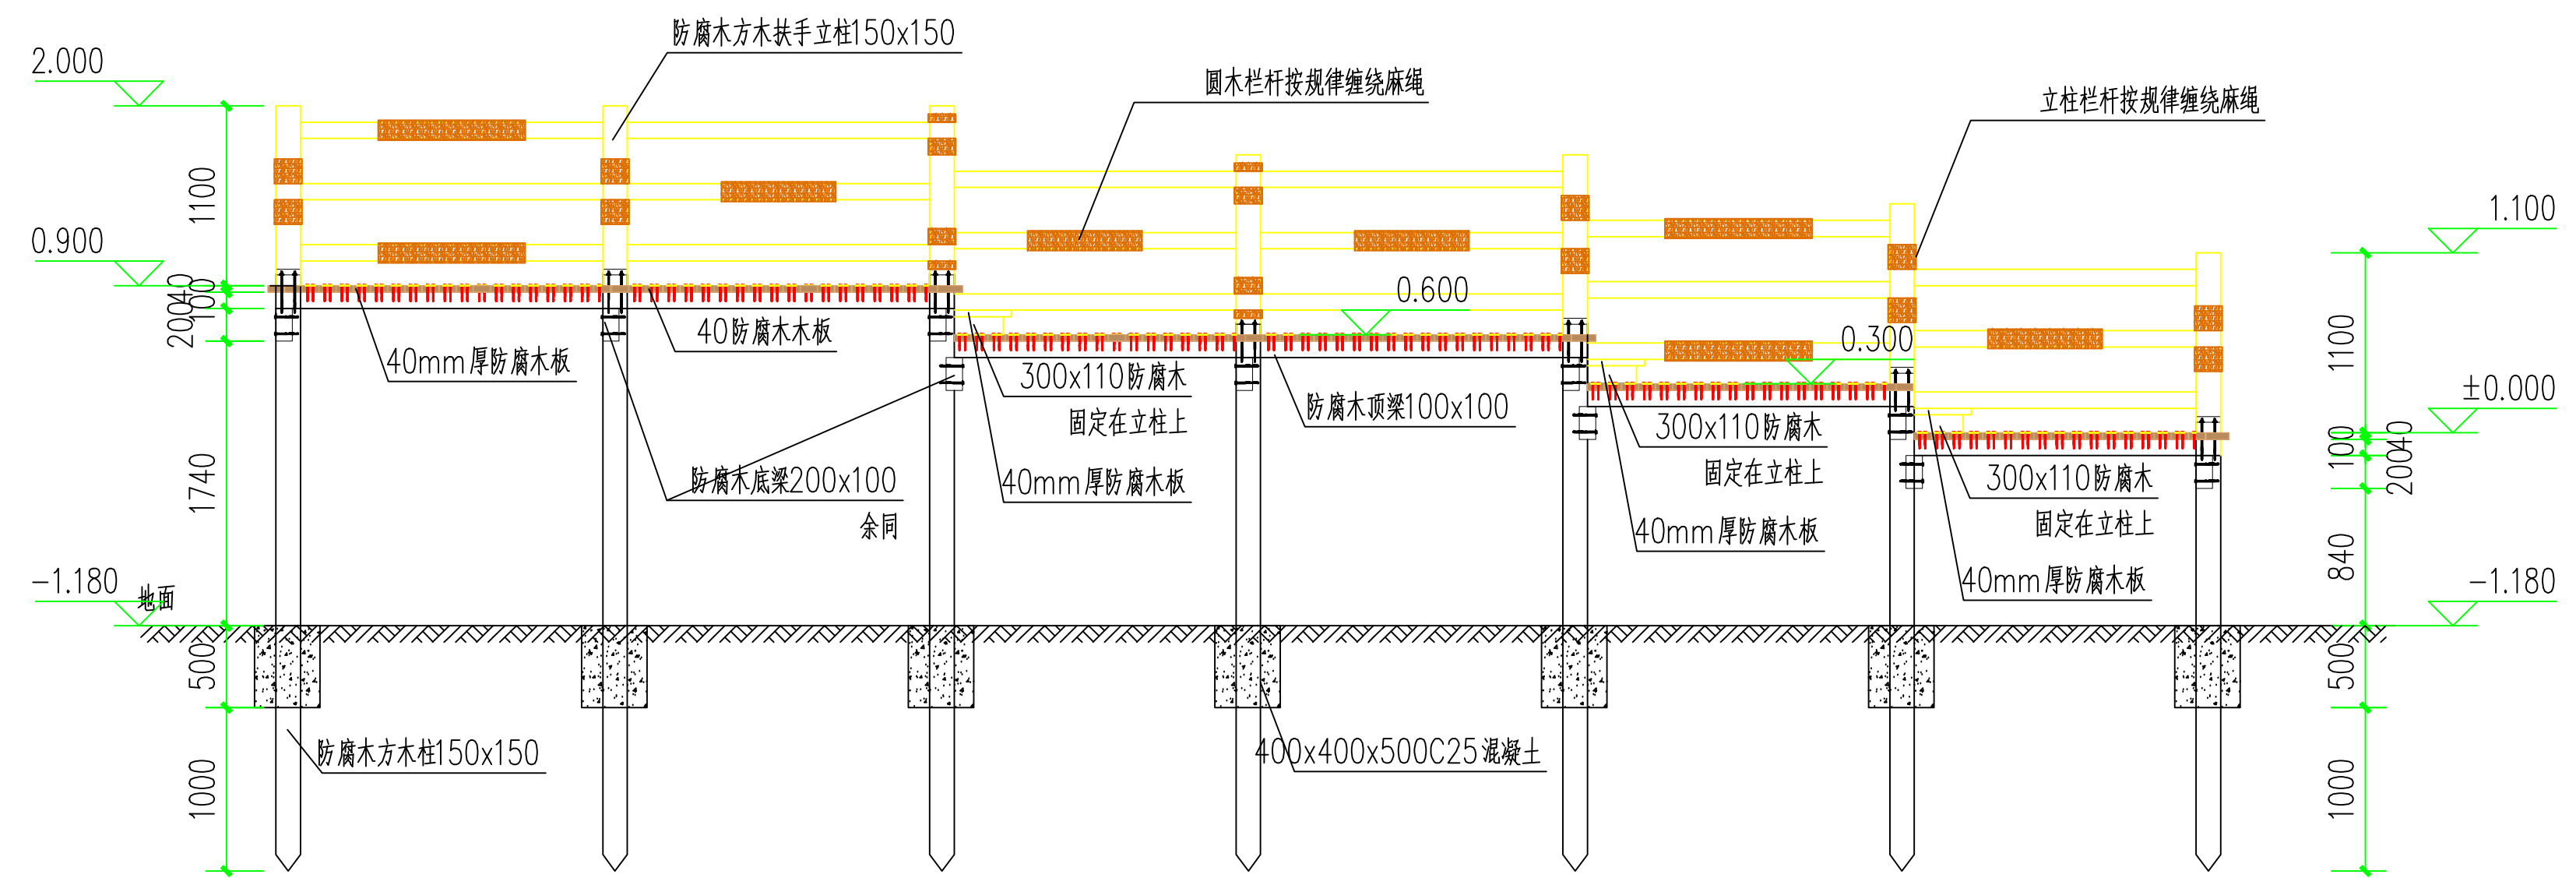 防腐木方木扶手立柱150x150
2.000
圆木栏杆按规律缠绕麻绳
立柱栏杆按规律缠绕麻绳
1100
1.100
0.900
0.600
40
100
200
40防腐木木板
0.300
40mm厚防腐木板
300x110防腐木
固定在立柱上
防腐木顶梁100x100
1100
±0.000
300x110防腐木
固定在立柱上
100
40
200
1740
防腐木底梁200x100
余同
40mm厚防腐木板
300x110防腐木
固定在立柱上
40mm厚防腐木板
840
-1.180
地面
40mm厚防腐木板
-1.180
500
500
防腐木方木柱150x150
400x400x500C25混凝土
1000
1000